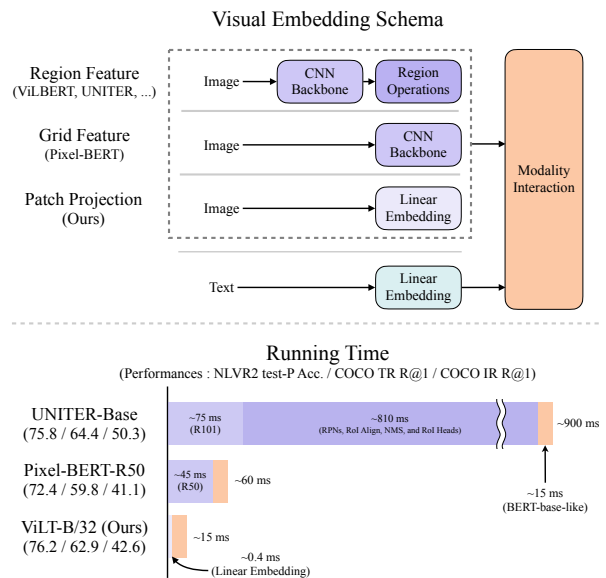 Visual Embedding Schema
Region Feature
(ViLBERT, UNITER, ...)
Image
CNN
Backbone
Region
Operations
Grid Feature
(Pixel-BERT)
Image
CNN
Backbone
Modality
Interaction
Patch Projection
(Ours)
Image
Linear
Embedding
Text
Linear
Embedding
Running Time
(Performances : NLVR2 test-P Acc. / COCO TR R@1 / COCO IR R@1)
UNITER-Base
(75.8 / 64.4 / 50.3)
~75 ms
(R101)
~810 ms
(RPNs, RoI Align, NMS, and RoI Heads)
~900 ms
~15 ms
(BERT-base-like)
Pixel-BERT-R50
(72.4 / 59.8 / 41.1)
~45 ms
(R50)
~60 ms
ViLT-B/32 (Ours)
(76.2 / 62.9 / 42.6)
~15 ms
~0.4 ms
(Linear Embedding)